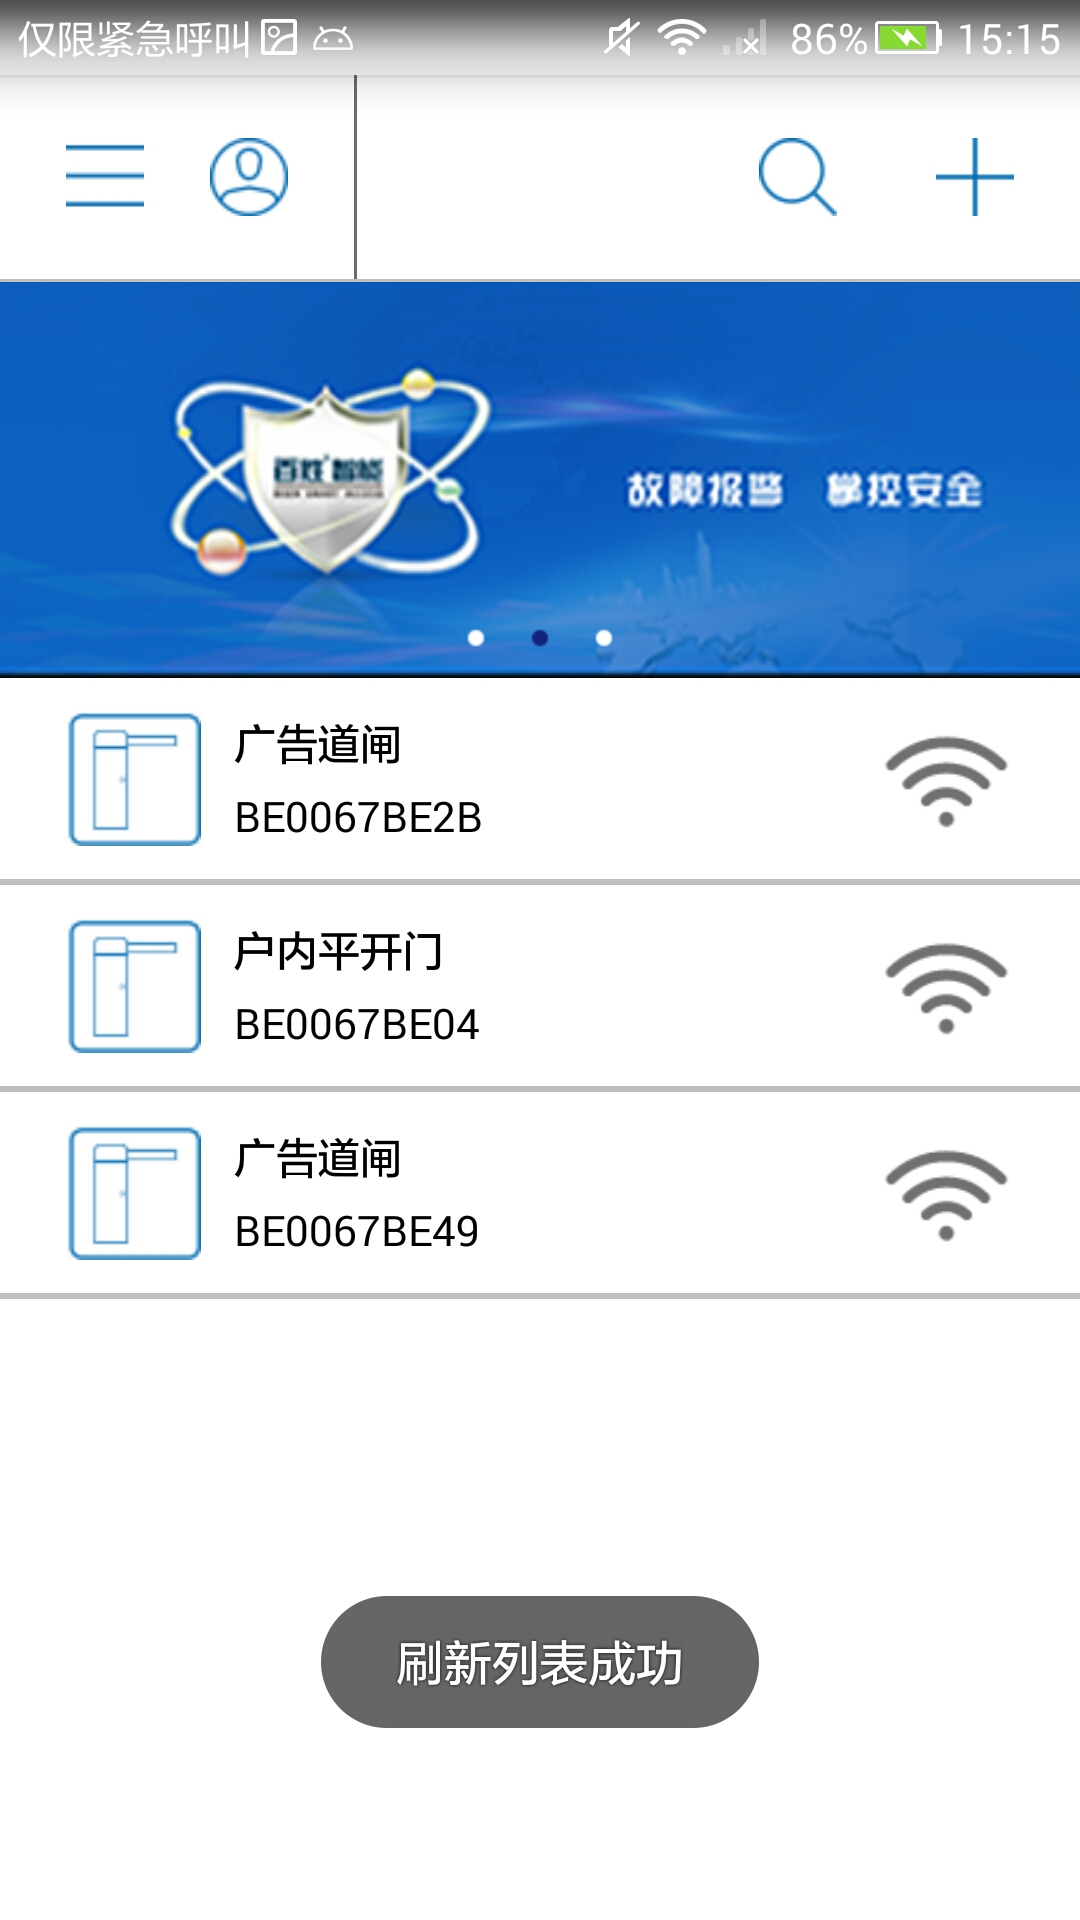 仅限紧急呼叫 86% 15:15
百姓智能
故障报警 掌控安全
广告道闸
BE0067BE2B
户内平开门
BE0067BE04
广告道闸
BE0067BE49
刷新列表成功